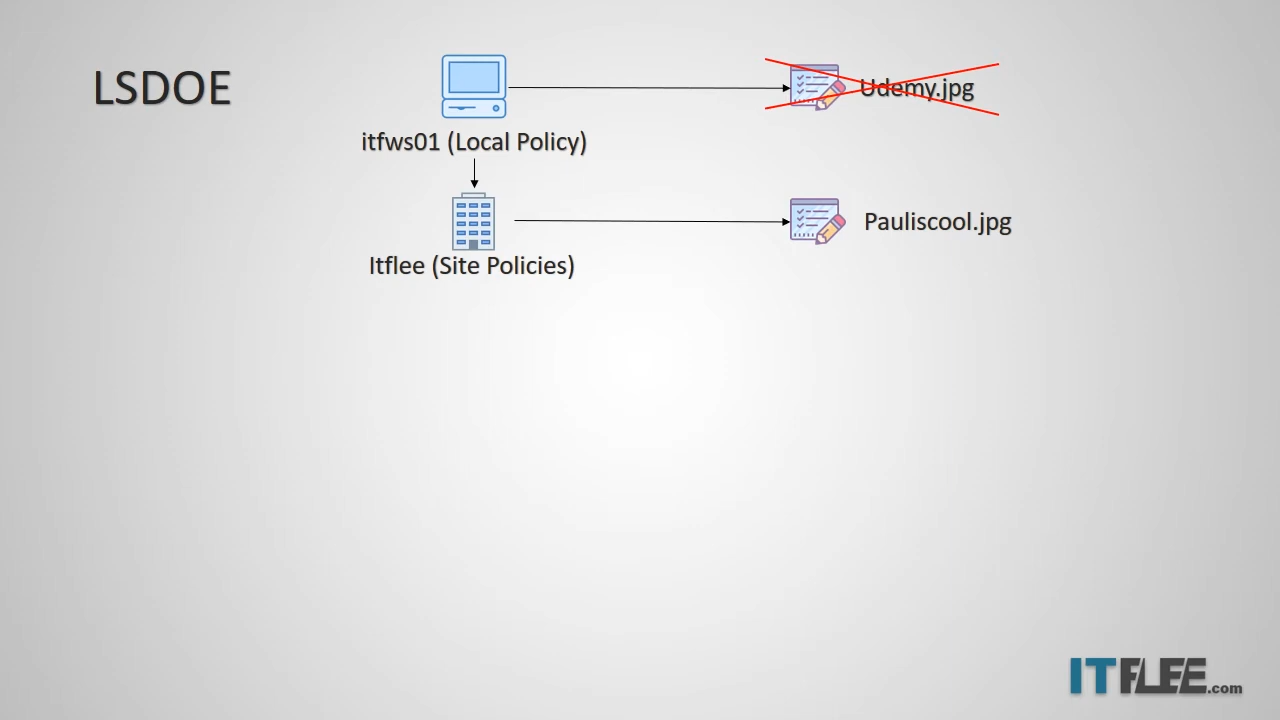 LSDOE
Udemy.jpg
itfws01 (Local Policy)
Pauliscool.jpg
Itflee (Site Policies)
ITFLEE.com